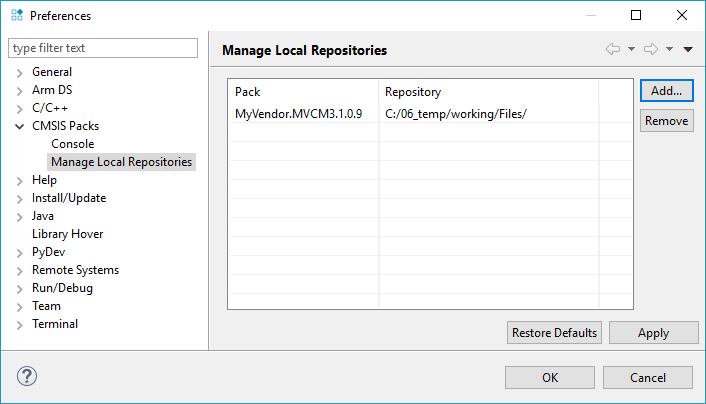 Preferences
type filter text
General
Arm DS
C/C++
CMSIS Packs
Console
Manage Local Repositories
Help
Install/Update
Java
Library Hover
PyDev
Remote Systems
Run/Debug
Team
Terminal
Manage Local Repositories
Pack Repository
MyVendor.MVCM3.1.0.9 C:/06_temp/working/Files/
Add...
Remove
Restore Defaults Apply
? OK Cancel